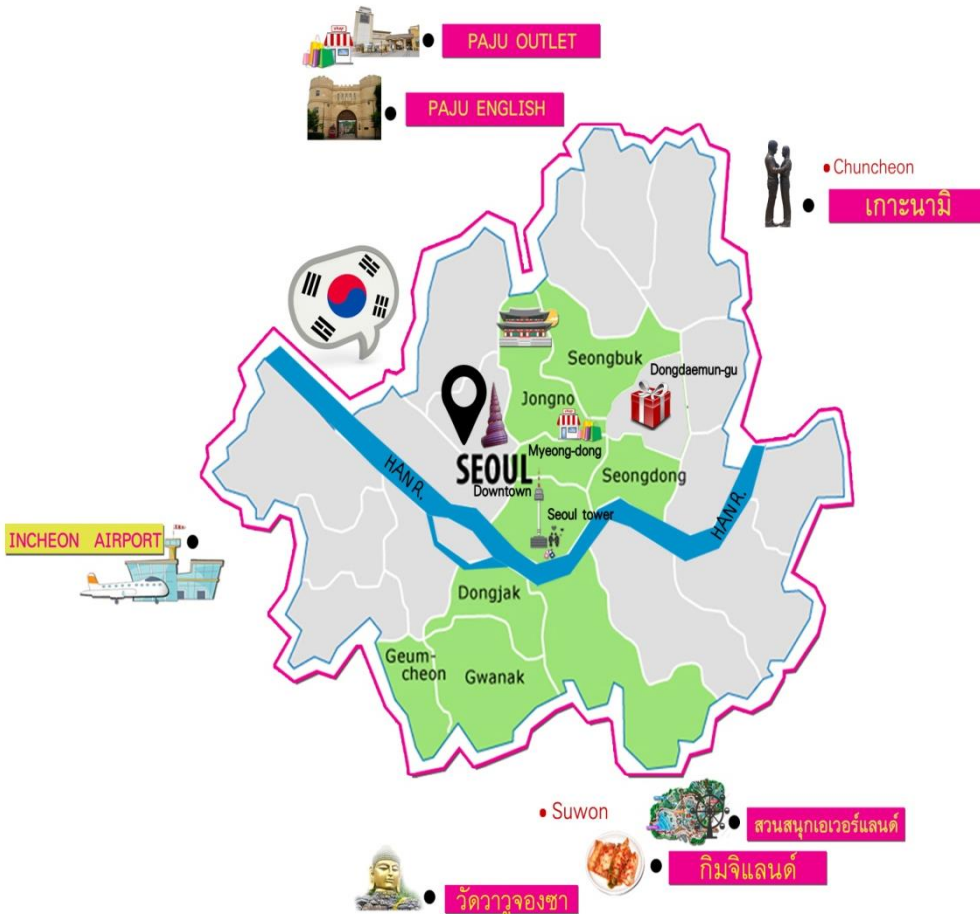 PAJU OUTLET
PAJU ENGLISH
• Chuncheon
เกาะนามิ
Seongbuk
Dongdaemun-gu
Jongno
Myeong-dong
SEOUL
Downtown
Seongdong
HAN R.
HAN R.
Seoul tower
INCHEON AIRPORT
Dongjak
Geum-
cheon
Gwanak
• Suwon
สวนสนุกเอเวอร์แลนด์
กิมจิแลนด์
วัดวาวูจองซา